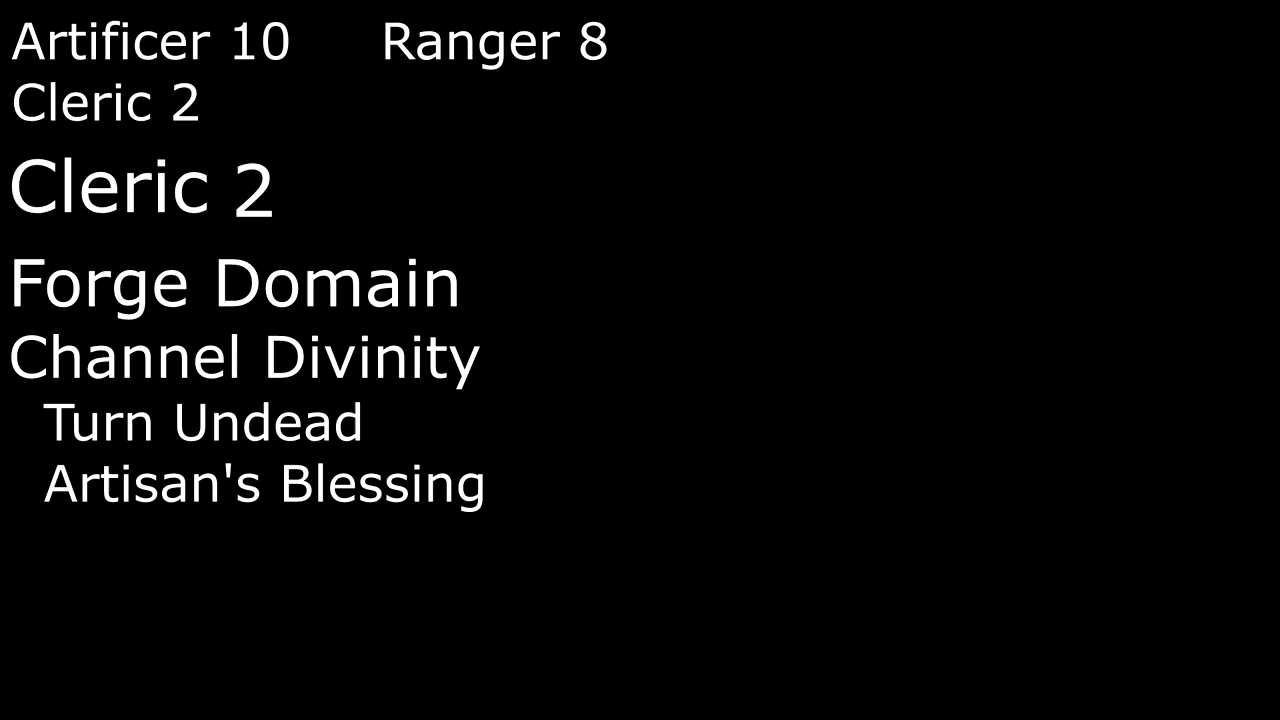 Artificer 10 Ranger 8
Cleric 2
Cleric 2
Forge Domain
Channel Divinity
Turn Undead
Artisan's Blessing